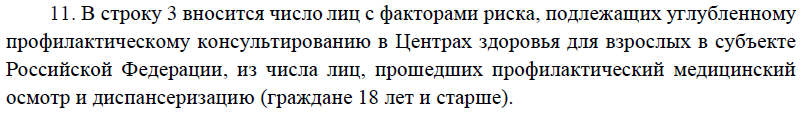 11. В строку 3 вносится число лиц с факторами риска, подлежащих углубленному
профилактическому консультированию в Центрах здоровья для взрослых в субъекте
Российской Федерации, из числа лиц, прошедших профилактический медицинский
осмотр и диспансеризацию (граждане 18 лет и старше).